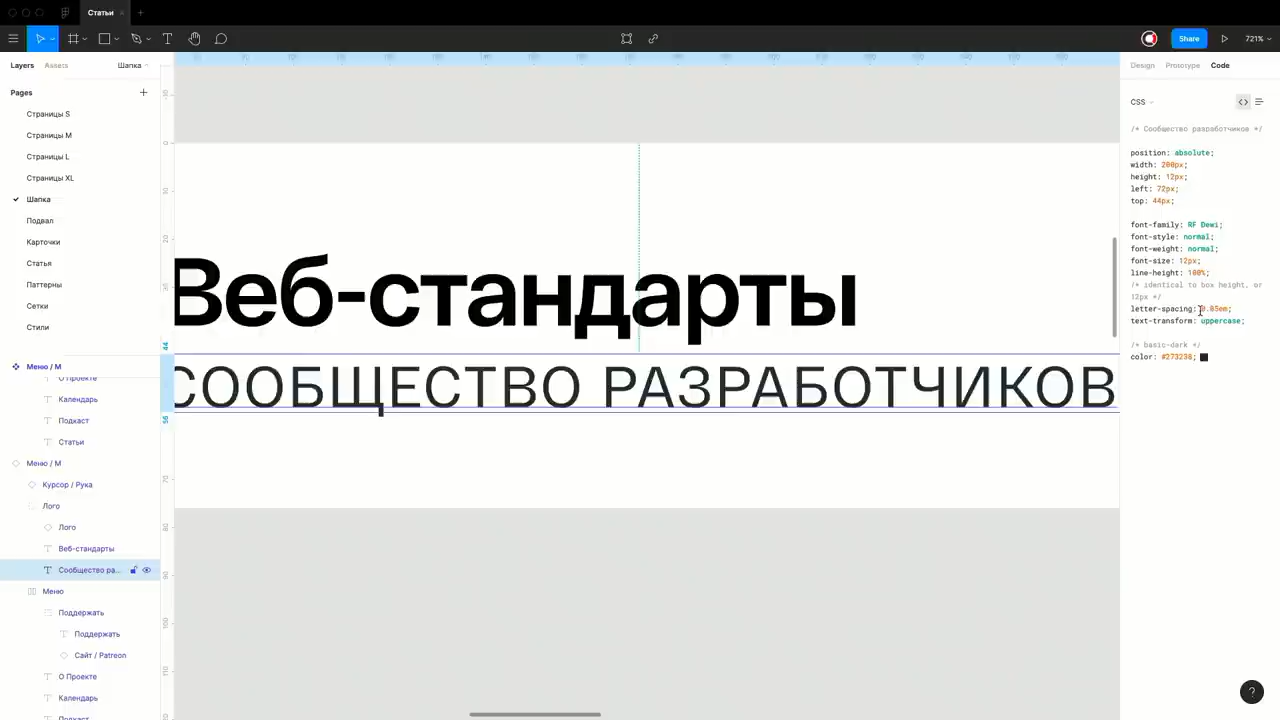 Статьи
Share
721%
Layers
Assets
Шапка
Design
Prototype
Code
Pages
Страницы S
Страницы M
Страницы L
Страницы XL
Шапка
Подвал
Карточки
Статья
Паттерны
Сетки
Стили
Меню / M
О Проекте
Календарь
Подкаст
Статьи
Меню / M
Курсор / Рука
Лого
Лого
Веб-стандарты
Сообщество ра...
Меню
Поддержать
Поддержать
Сайт / Patreon
О Проекте
Календарь
Подкаст
44
56
Веб-стандарты
СООБЩЕСТВО РАЗРАБОТЧИКОВ
CSS
/* Сообщество разработчиков */
position: absolute;
width: 200px;
height: 12px;
left: 72px;
top: 44px;
font-family: RF Dewi;
font-style: normal;
font-weight: normal;
font-size: 12px;
line-height: 100%;
/* identical to box height, or
12px */
letter-spacing: 0.05em;
text-transform: uppercase;
/* basic-dark */
color: #273238;
?